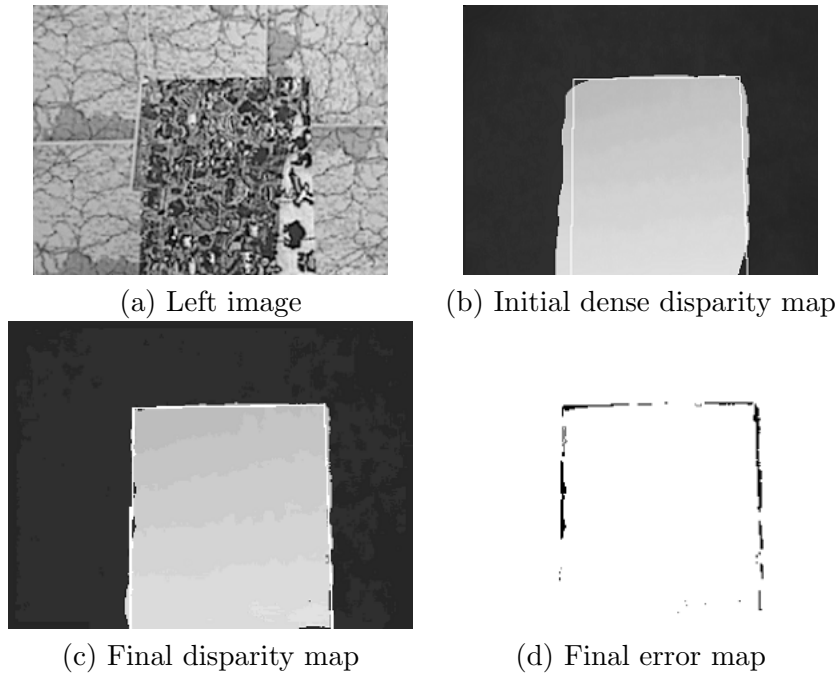 (a) Left image
(b) Initial dense disparity map
(c) Final disparity map
(d) Final error map